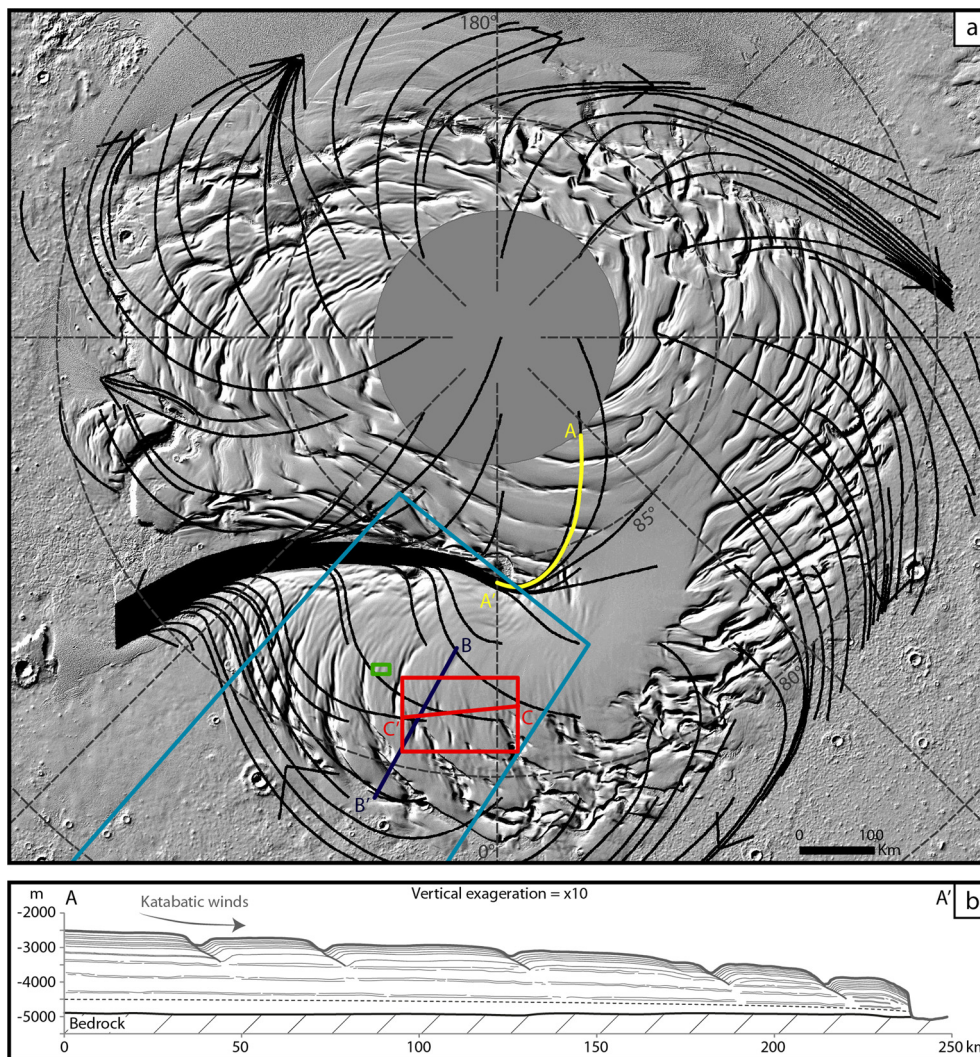 180°
a
A
85°
A'
B
80°
C
C'
B'
0°
0 100
Km
m A Vertical exageration = x10 A' b
Katabatic winds
-2000
-3000
-4000
-5000
Bedrock
0 50 100 150 200 250 km